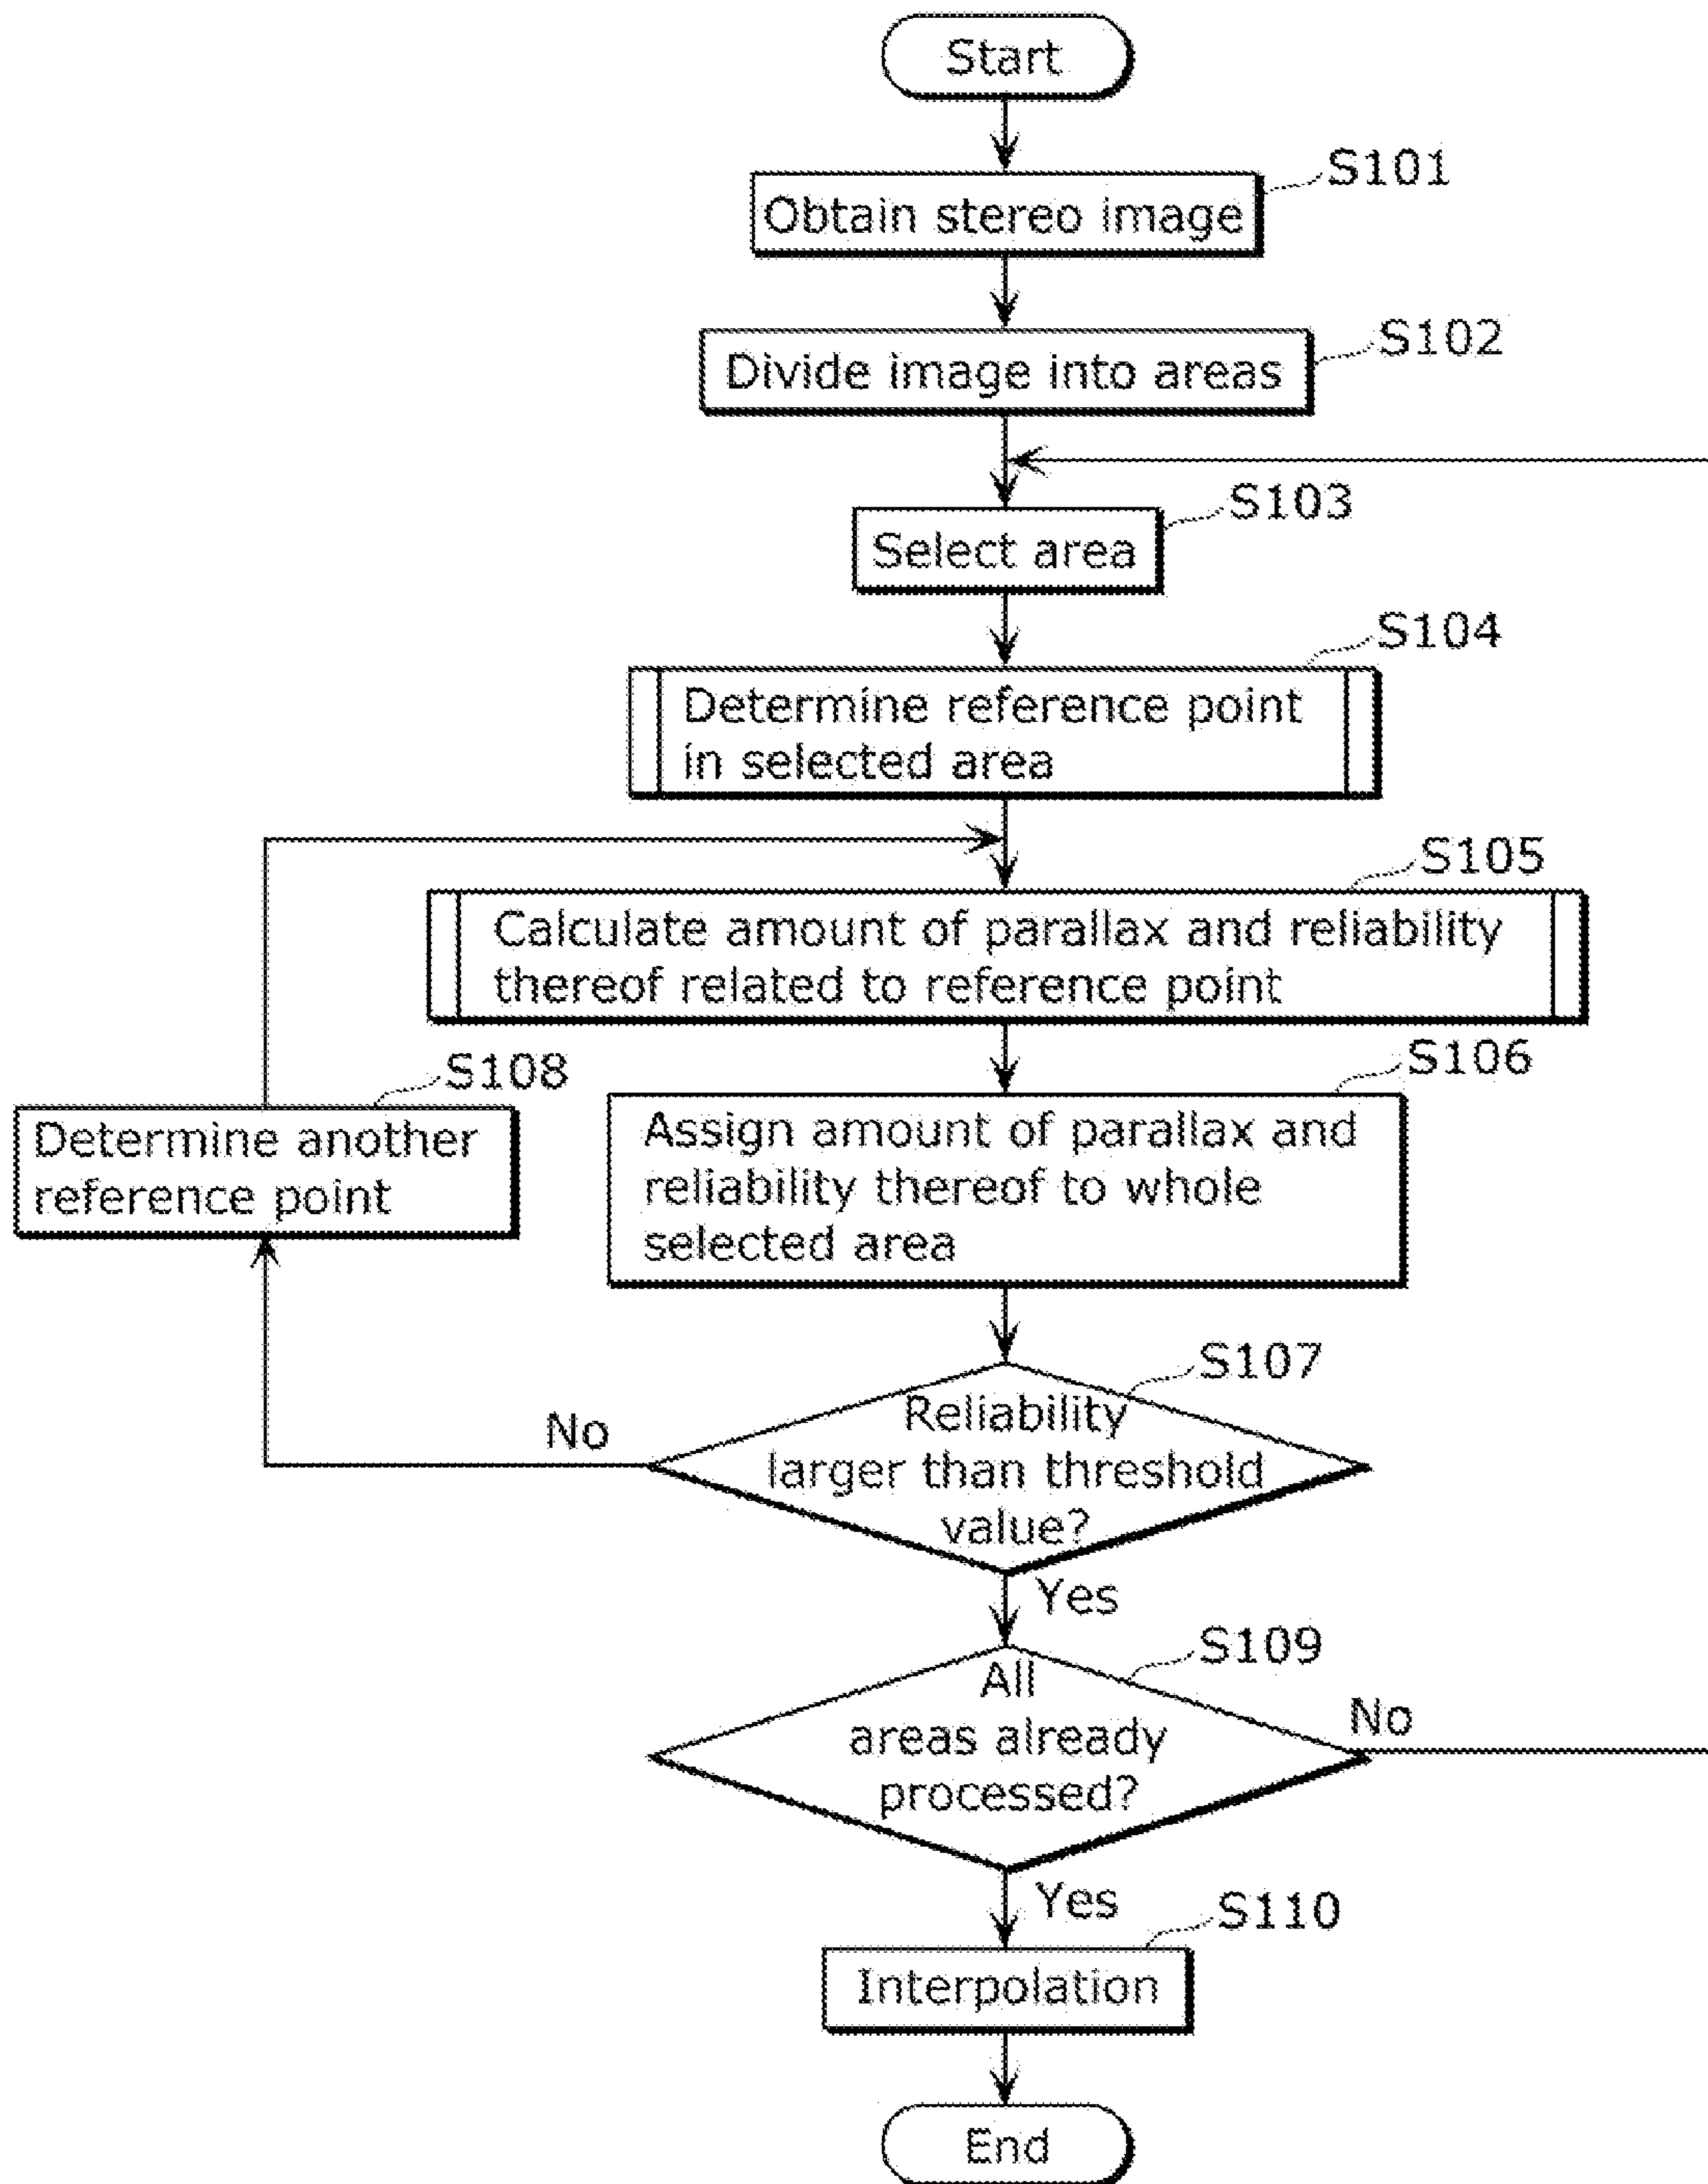 Start
S101
Obtain stereo image
S102
Divide image into areas
S103
Select area
S104
Determine reference point
in selected area
S105
Calculate amount of parallax and reliability
thereof related to reference point
S106
Assign amount of parallax and
reliability thereof to whole
selected area
S108
Determine another
reference point
S107
Reliability
larger than threshold
value?
No
Yes
S109
All
areas already
processed?
No
Yes
S110
Interpolation
End